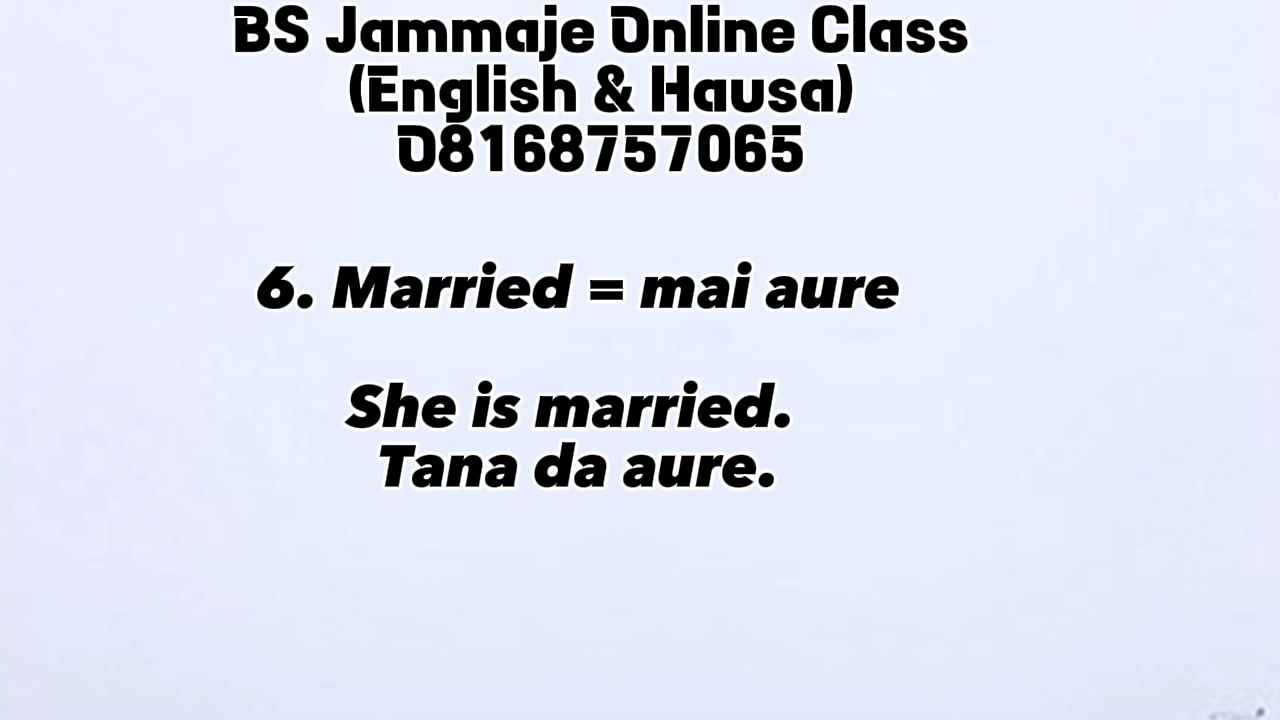 BS Jammaje Online Class
(English & Hausa)
08168757065
6. Married = mai aure
She is married.
Tana da aure.